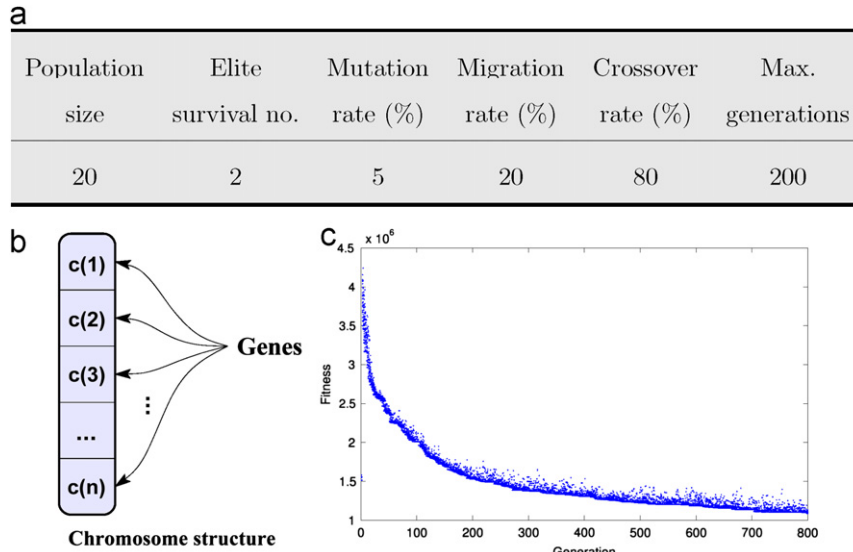 a
Population Elite Mutation Migration Crossover Max.
size survival no. rate (%) rate (%) rate (%) generations
20 2 5 20 80 200
b
c(1)
c(2)
c(3)
...
c(n)
Genes
...
Chromosome structure
c
x 10^6
4.5
4
3.5
3
2.5
2
1.5
1
Fitness
0 100 200 300 400 500 600 700 800
Generation